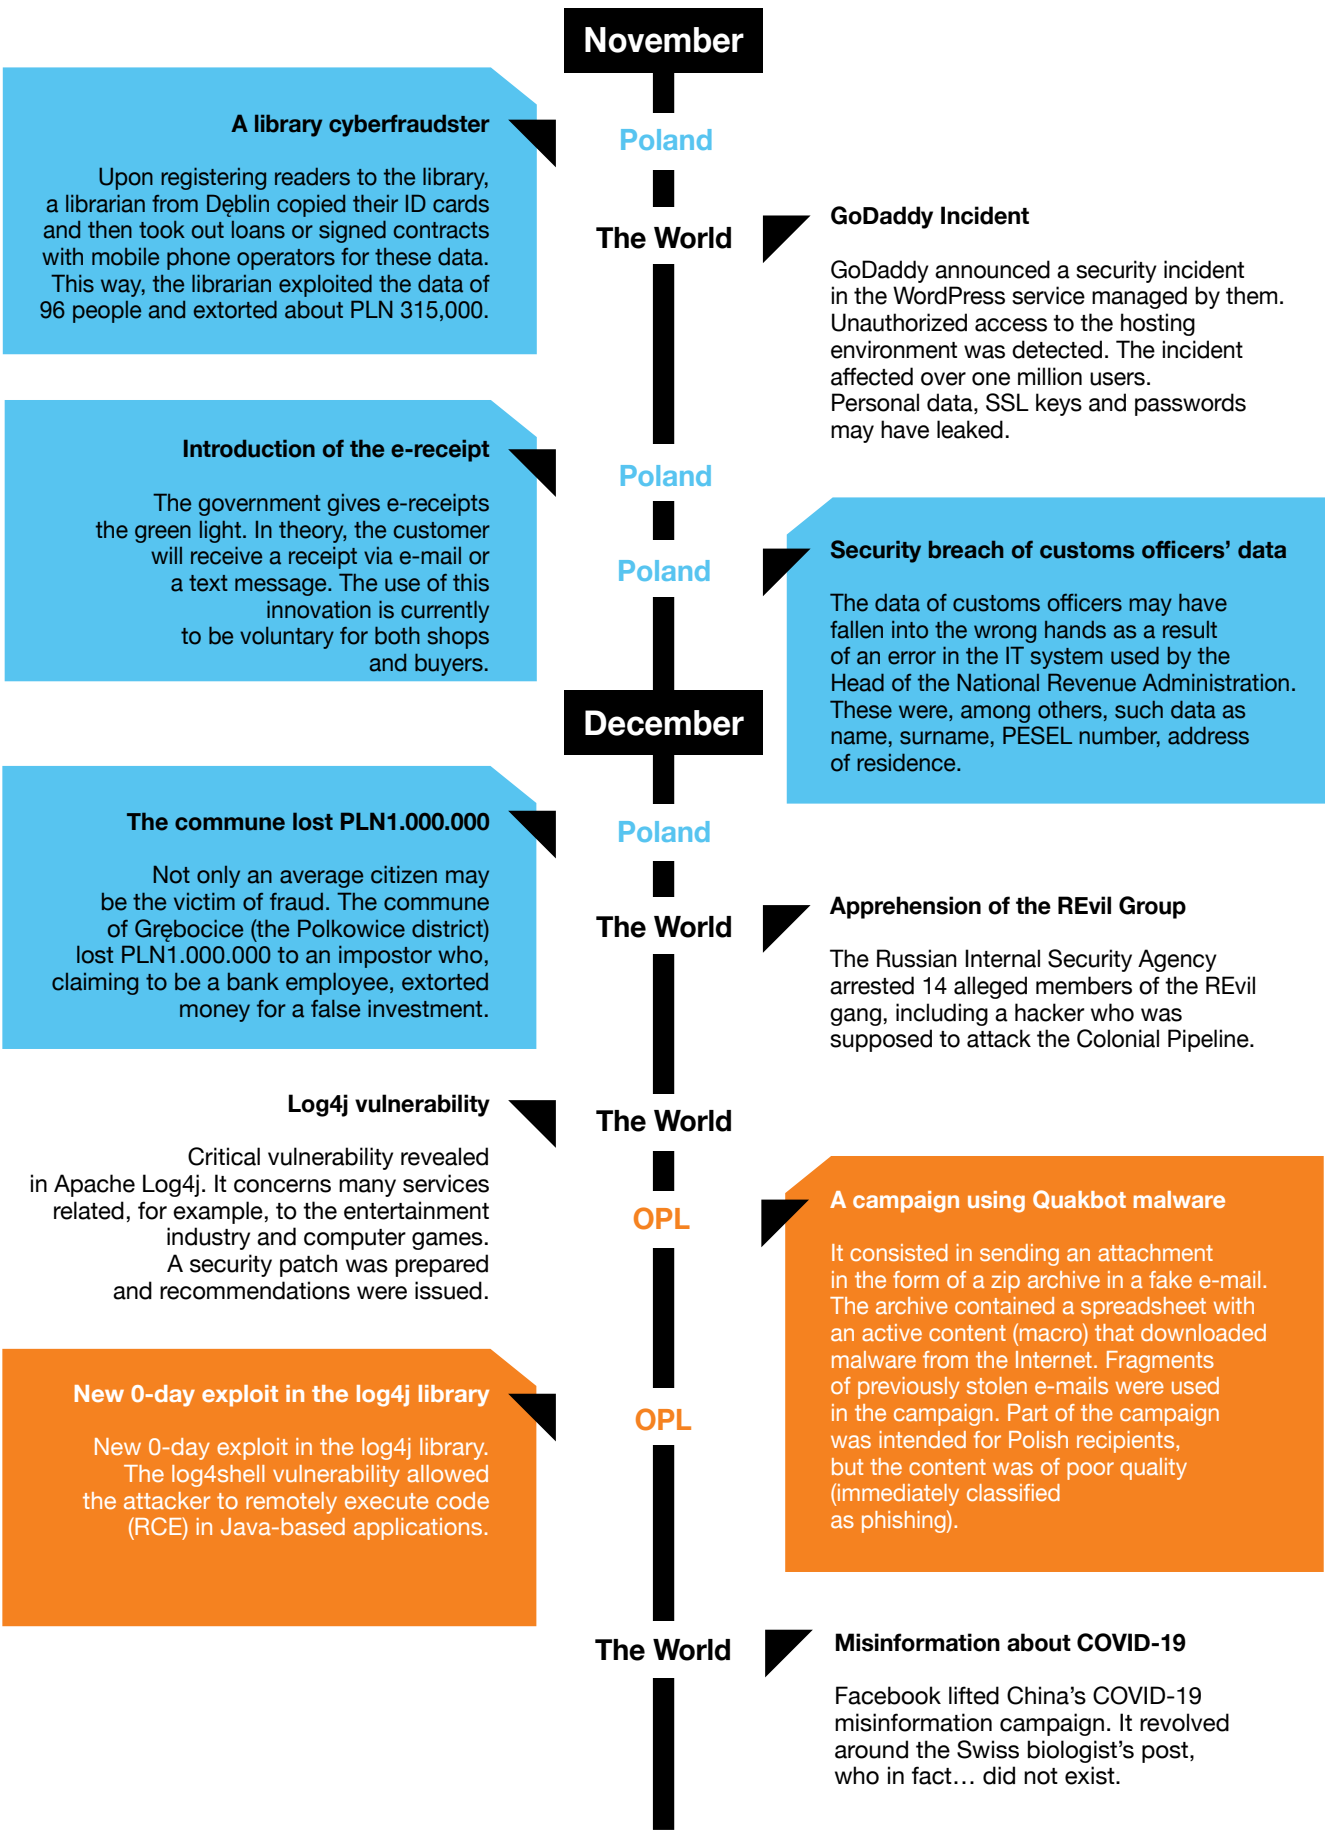 November
Poland
A library cyberfraudster
Upon registering readers to the library,
a librarian from Dęblin copied their ID cards
and then took out loans or signed contracts
with mobile phone operators for these data.
This way, the librarian exploited the data of
96 people and extorted about PLN 315,000.
The World
GoDaddy Incident
GoDaddy announced a security incident
in the WordPress service managed by them.
Unauthorized access to the hosting
environment was detected. The incident
affected over one million users.
Personal data, SSL keys and passwords
may have leaked.
Poland
Introduction of the e-receipt
The government gives e-receipts
the green light. In theory, the customer
will receive a receipt via e-mail or
a text message. The use of this
innovation is currently
to be voluntary for both shops
and buyers.
Poland
Security breach of customs officers’ data
The data of customs officers may have
fallen into the wrong hands as a result
of an error in the IT system used by the
Head of the National Revenue Administration.
These were, among others, such data as
name, surname, PESEL number, address
of residence.
December
Poland
The commune lost PLN1.000.000
Not only an average citizen may
be the victim of fraud. The commune
of Grębocice (the Polkowice district)
lost PLN1.000.000 to an impostor who,
claiming to be a bank employee, extorted
money for a false investment.
The World
Apprehension of the REvil Group
The Russian Internal Security Agency
arrested 14 alleged members of the REvil
gang, including a hacker who was
supposed to attack the Colonial Pipeline.
The World
Log4j vulnerability
Critical vulnerability revealed
in Apache Log4j. It concerns many services
related, for example, to the entertainment
industry and computer games.
A security patch was prepared
and recommendations were issued.
OPL
A campaign using Quakbot malware
It consisted in sending an attachment
in the form of a zip archive in a fake e-mail.
The archive contained a spreadsheet with
an active content (macro) that downloaded
malware from the Internet. Fragments
of previously stolen e-mails were used
in the campaign. Part of the campaign
was intended for Polish recipients,
but the content was of poor quality
(immediately classified
as phishing).
OPL
New 0-day exploit in the log4j library
New 0-day exploit in the log4j library.
The log4shell vulnerability allowed
the attacker to remotely execute code
(RCE) in Java-based applications.
The World
Misinformation about COVID-19
Facebook lifted China’s COVID-19
misinformation campaign. It revolved
around the Swiss biologist’s post,
who in fact… did not exist.